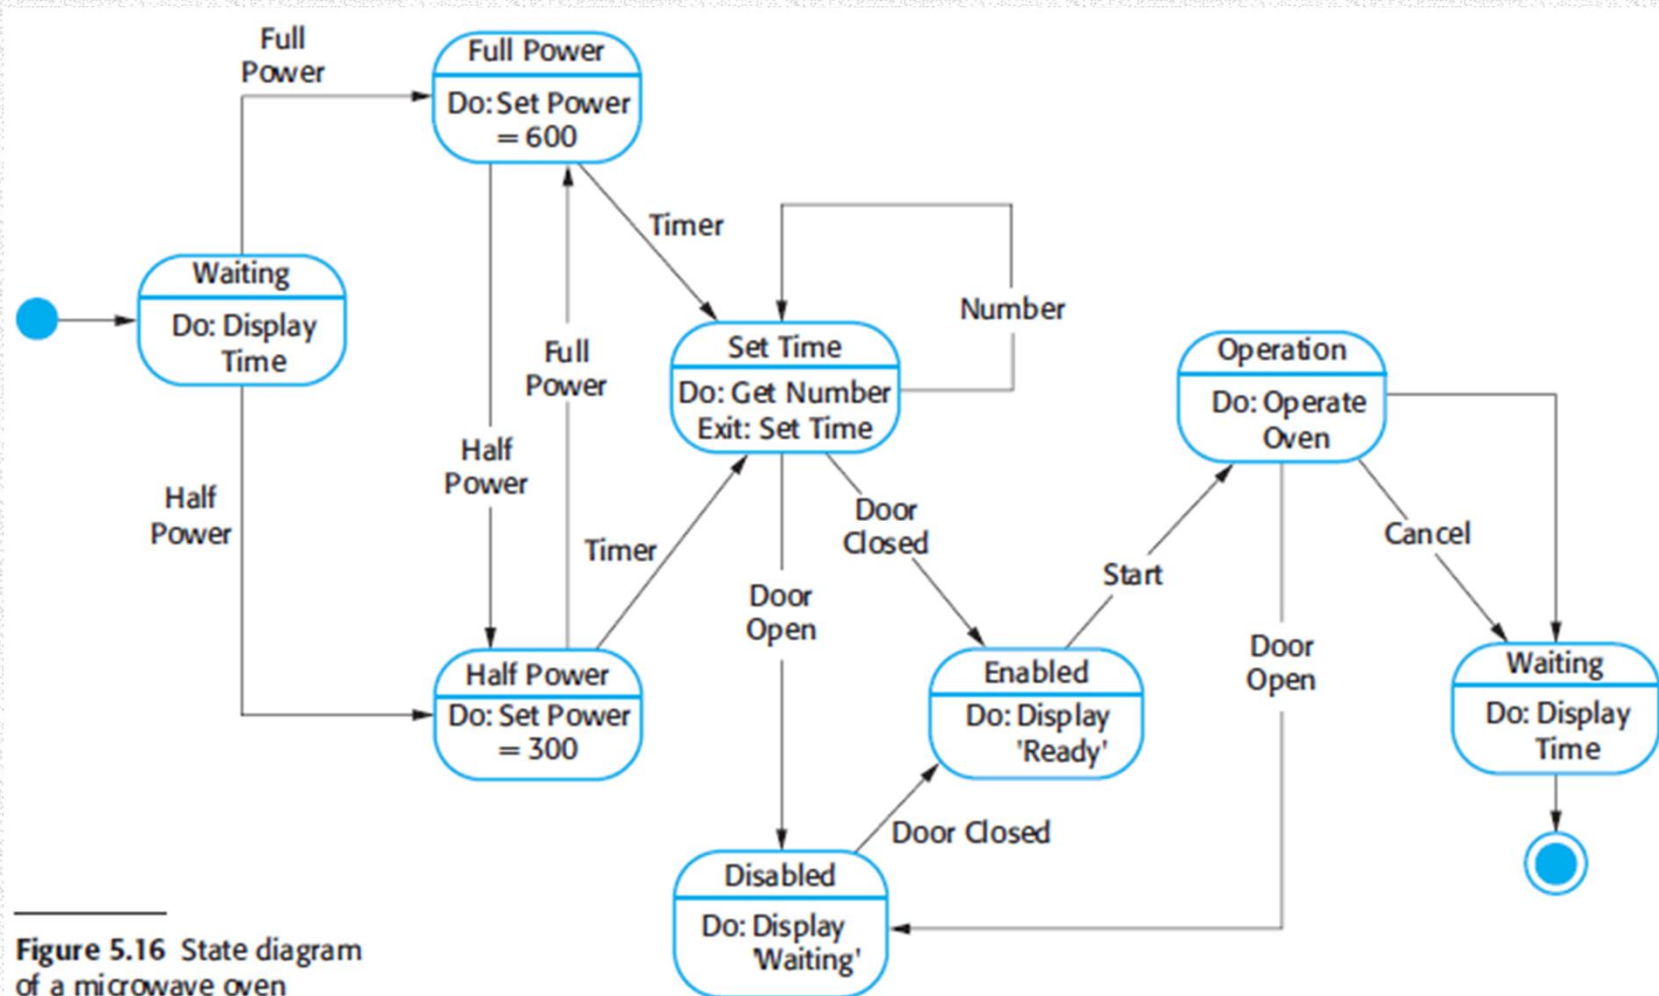 Full
Power
Full Power
Do: Set Power
= 600
Timer
Number
Waiting
Do: Display
Time
Full
Power
Set Time
Do: Get Number
Exit: Set Time
Operation
Do: Operate
Oven
Half
Power
Half
Power
Timer
Door
Closed
Door
Open
Start
Cancel
Door
Open
Half Power
Do: Set Power
= 300
Enabled
Do: Display
'Ready'
Waiting
Do: Display
Time
Door Closed
Disabled
Do: Display
'Waiting'
Figure 5.16 State diagram
of a microwave oven